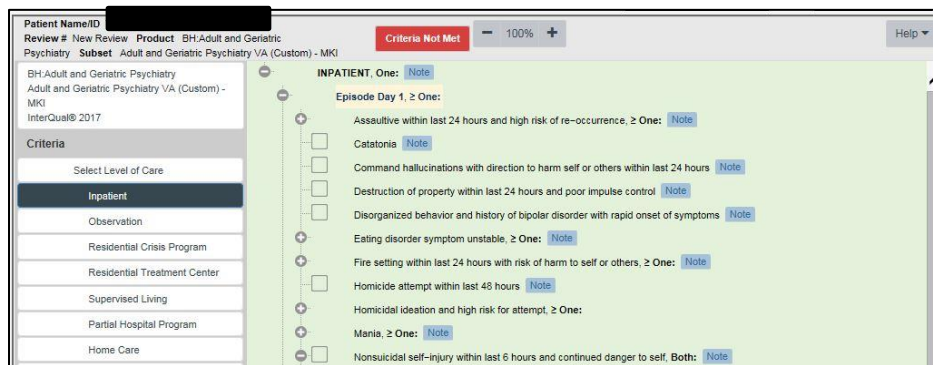 Patient Name/ID
Review # New Review Product BH:Adult and Geriatric
Psychiatry Subset Adult and Geriatric Psychiatry VA (Custom) - MKI
Criteria Not Met
− 100% +
Help
BH:Adult and Geriatric Psychiatry
Adult and Geriatric Psychiatry VA (Custom) -
MKI
InterQual® 2017
Criteria
Select Level of Care
Inpatient
Observation
Residential Crisis Program
Residential Treatment Center
Supervised Living
Partial Hospital Program
Home Care
INPATIENT, One: Note
Episode Day 1, ≥ One:
Assaultive within last 24 hours and high risk of re-occurrence, ≥ One: Note
Catatonia Note
Command hallucinations with direction to harm self or others within last 24 hours Note
Destruction of property within last 24 hours and poor impulse control Note
Disorganized behavior and history of bipolar disorder with rapid onset of symptoms Note
Eating disorder symptom unstable, ≥ One: Note
Fire setting within last 24 hours with risk of harm to self or others, ≥ One: Note
Homicide attempt within last 48 hours Note
Homicidal ideation and high risk for attempt, ≥ One:
Mania, ≥ One: Note
Nonsuicidal self-injury within last 6 hours and continued danger to self, Both: Note